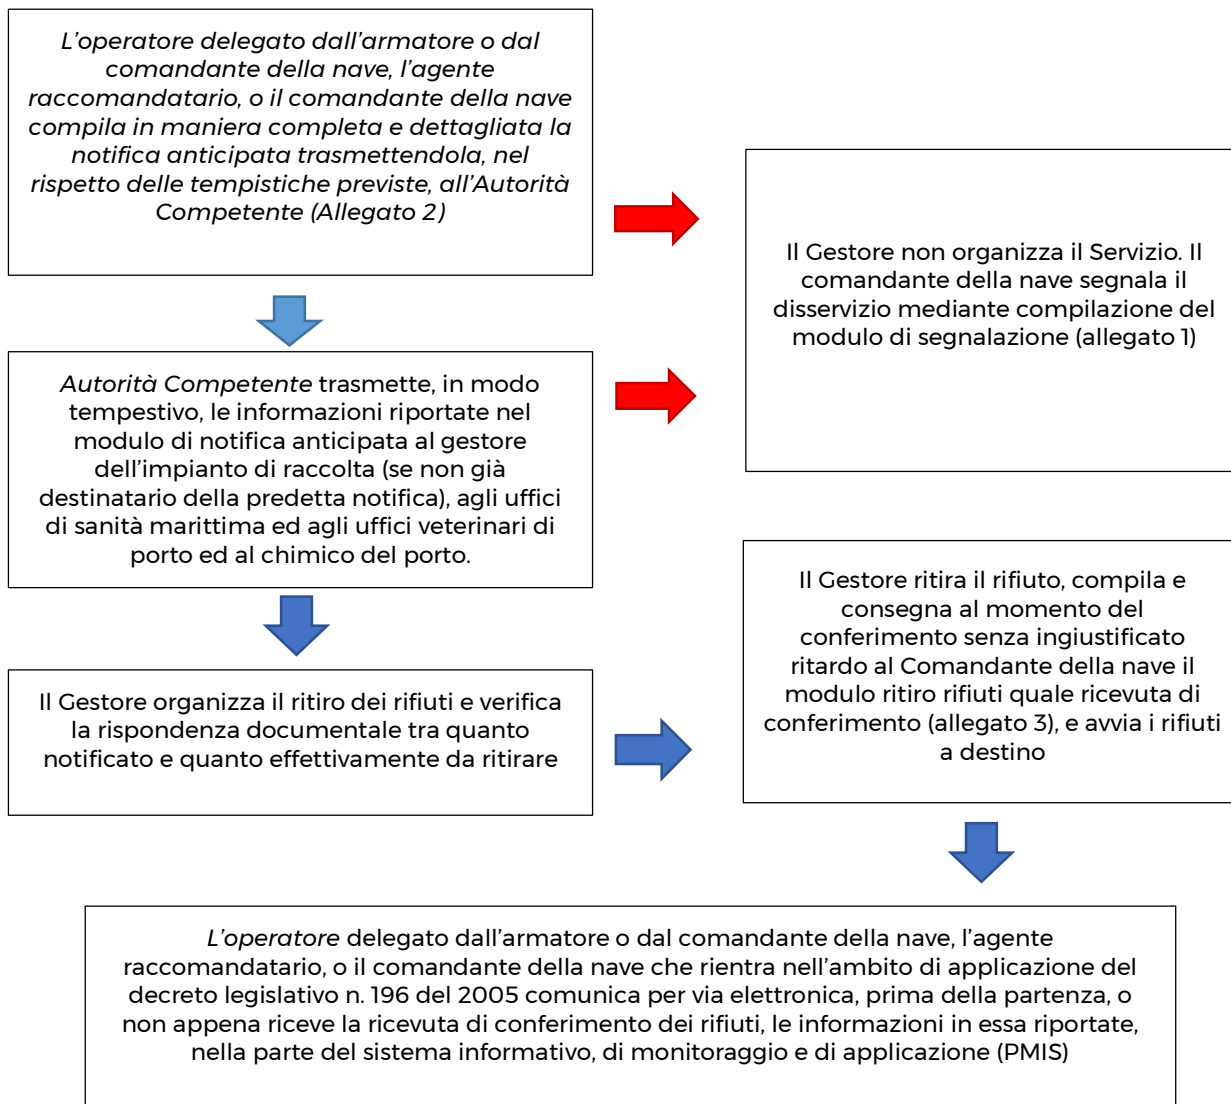 L'operatore delegato dall'armatore o dal
comandante della nave, l'agente
raccomandatario, o il comandante della nave
compila in maniera completa e dettagliata la
notifica anticipata trasmettendola, nel
rispetto delle tempistiche previste, all'Autorità
Competente (Allegato 2)
Il Gestore non organizza il Servizio. Il
comandante della nave segnala il
disservizio mediante compilazione del
modulo di segnalazione (allegato 1)
Autorità Competente trasmette, in modo
tempestivo, le informazioni riportate nel
modulo di notifica anticipata al gestore
dell'impianto di raccolta (se non già
destinatario della predetta notifica), agli uffici
di sanità marittima ed agli uffici veterinari di
porto ed al chimico del porto.
Il Gestore organizza il ritiro dei rifiuti e verifica
la rispondenza documentale tra quanto
notificato e quanto effettivamente da ritirare
Il Gestore ritira il rifiuto, compila e
consegna al momento del
conferimento senza ingiustificato
ritardo al Comandante della nave il
modulo ritiro rifiuti quale ricevuta di
conferimento (allegato 3), e avvia i rifiuti
a destino
L'operatore delegato dall'armatore o dal comandante della nave, l'agente
raccomandatario, o il comandante della nave che rientra nell'ambito di applicazione del
decreto legislativo n. 196 del 2005 comunica per via elettronica, prima della partenza, o
non appena riceve la ricevuta di conferimento dei rifiuti, le informazioni in essa riportate,
nella parte del sistema informativo, di monitoraggio e di applicazione (PMIS)